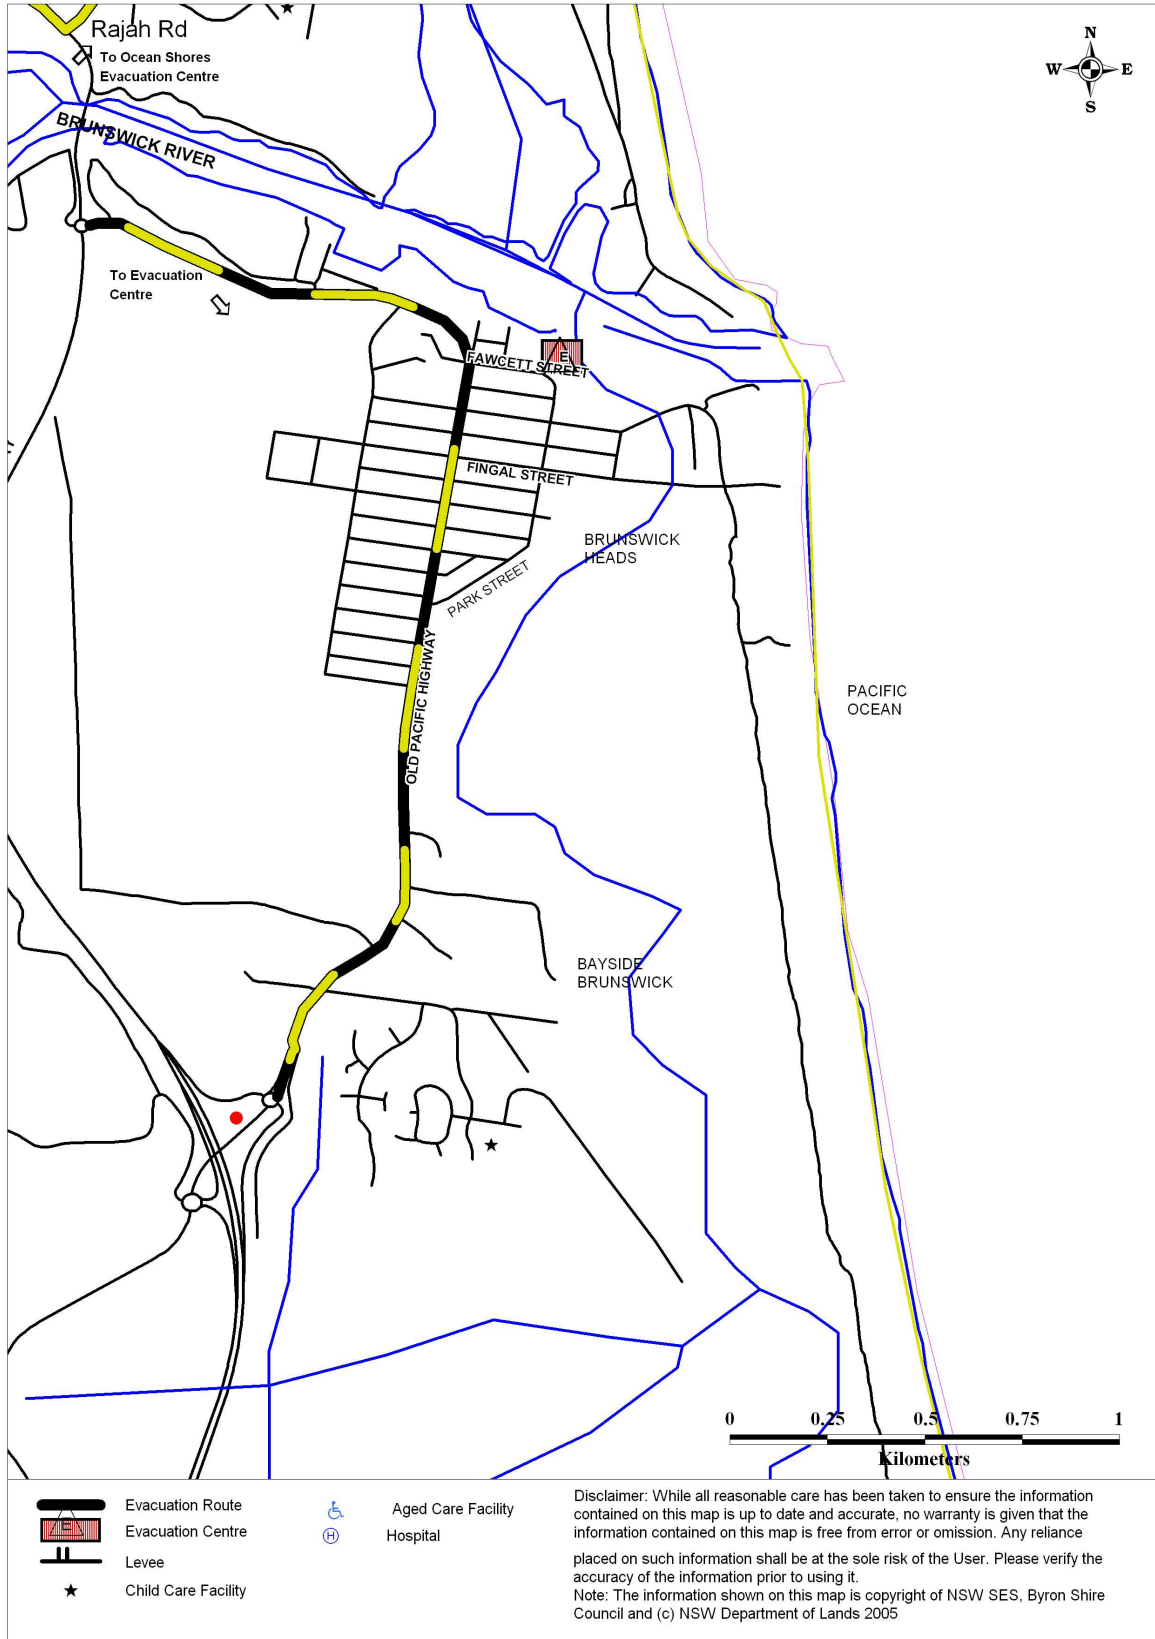 Rajah Rd
To Ocean Shores
Evacuation Centre
N
W E
S
BRUNSWICK RIVER
To Evacuation
Centre
E
FAWCETT STREET
FINGAL STREET
BRUNSWICK
HEADS
PARK STREET
OLD PACIFIC HIGHWAY
PACIFIC
OCEAN
BAYSIDE
BRUNSWICK
0 0.25 0.5 0.75 1
Kilometers
Evacuation Route
E Evacuation Centre
Levee
Child Care Facility
Aged Care Facility
H Hospital
Disclaimer: While all reasonable care has been taken to ensure the information
contained on this map is up to date and accurate, no warranty is given that the
information contained on this map is free from error or omission. Any reliance
placed on such information shall be at the sole risk of the User. Please verify the
accuracy of the information prior to using it.
Note: The information shown on this map is copyright of NSW SES, Byron Shire
Council and (c) NSW Department of Lands 2005